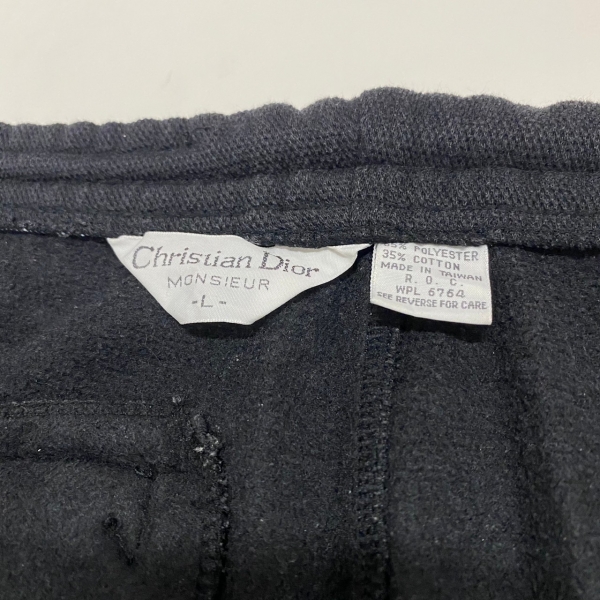 Christian Dior
MONSIEUR
-L-
% POLYESTER
35% COTTON
MADE IN TAIWAN
R. O. C.
WPL 6764
SEE REVERSE FOR CARE